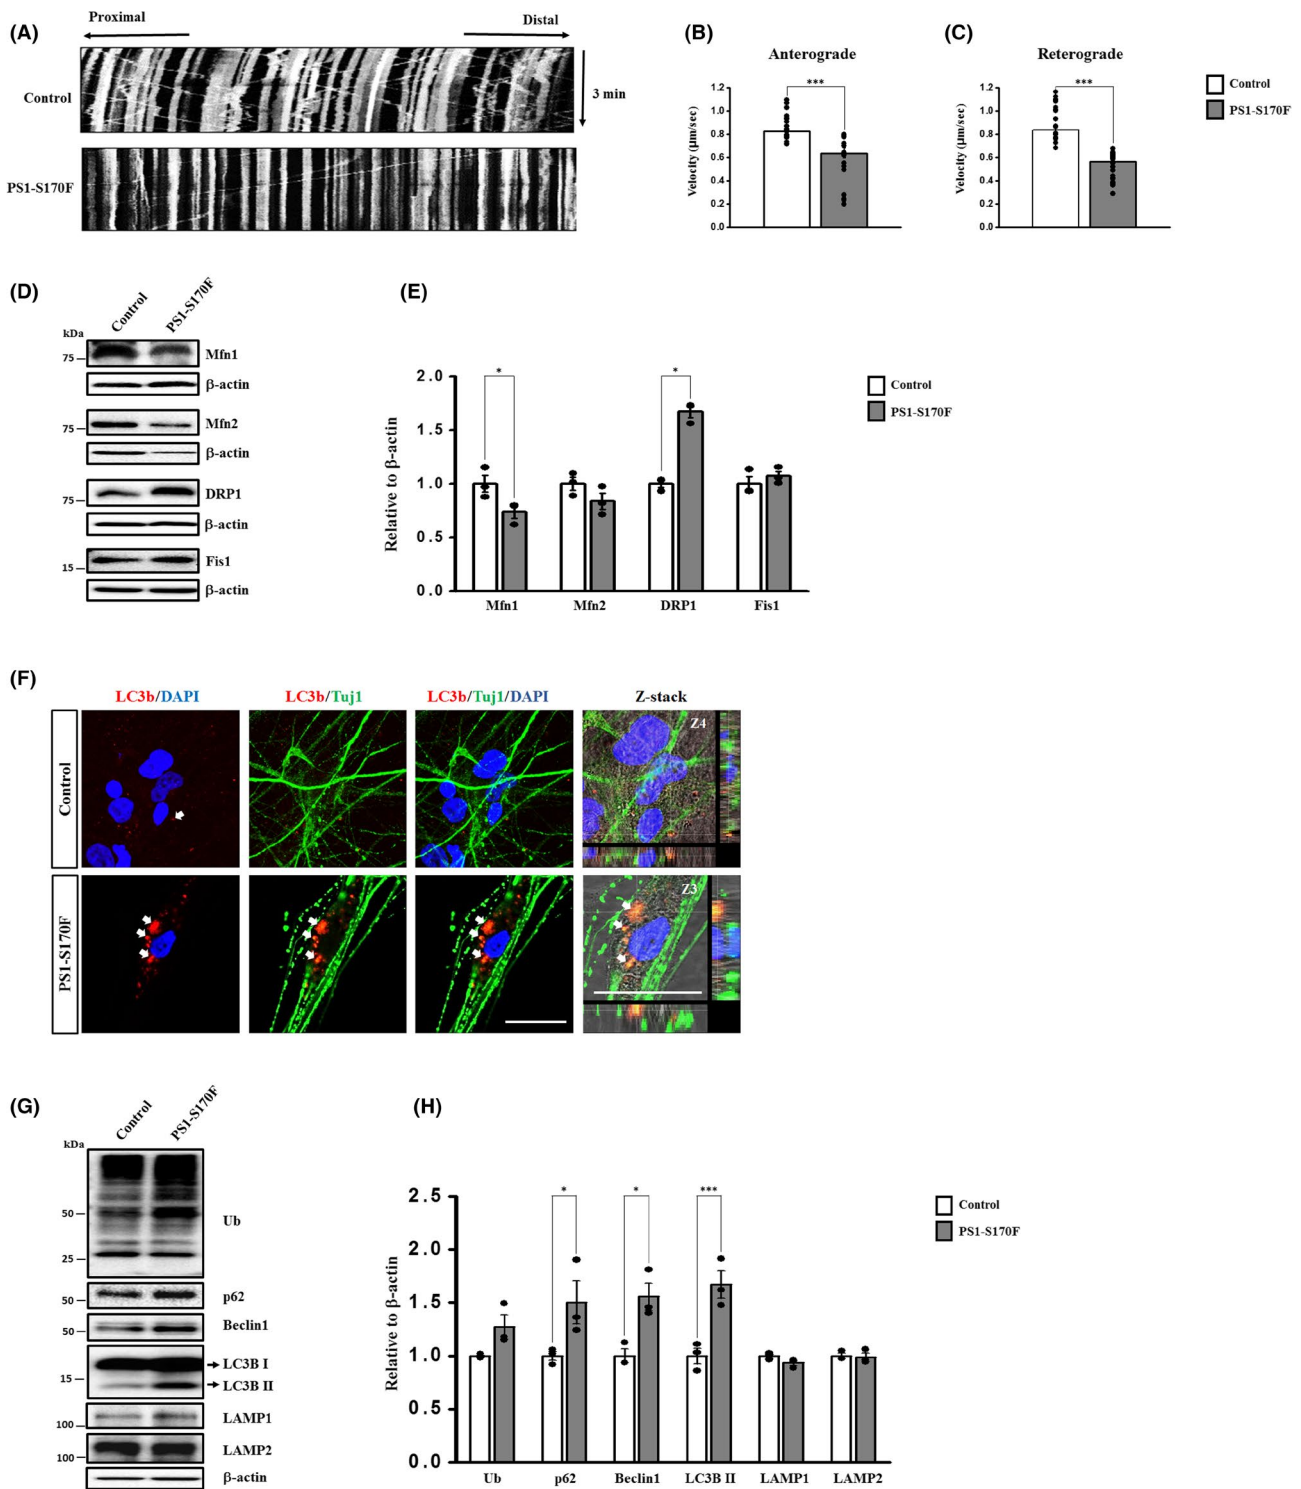 (A)
Proximal
Distal
Control
3 min
PS1-S170F
(B)
Anterograde
***
Velocity (µm/sec)
1.2
1.0
0.8
0.6
0.4
0.2
0.0
(C)
Reterograde
***
Velocity (µm/sec)
1.2
1.0
0.8
0.6
0.4
0.2
0.0
Control
PS1-S170F
(D)
Control
PS1-S170F
kDa
75
Mfn1
β-actin
75
Mfn2
β-actin
75
DRP1
β-actin
15
Fis1
β-actin
(E)
Relative to β-actin
2.0
1.5
1.0
0.5
0.0
*
*
Mfn1
Mfn2
DRP1
Fis1
Control
PS1-S170F
(F)
LC3b/DAPI
LC3b/Tuj1
LC3b/Tuj1/DAPI
Z-stack
Control
Z4
PS1-S170F
Z3
(G)
Control
PS1-S170F
kDa
50
25
Ub
50
p62
50
Beclin1
LC3B I
15
LC3B II
100
LAMP1
100
LAMP2
β-actin
(H)
Relative to β-actin
2.5
2.0
1.5
1.0
0.5
0.0
*
*
***
Ub
p62
Beclin1
LC3B II
LAMP1
LAMP2
Control
PS1-S170F